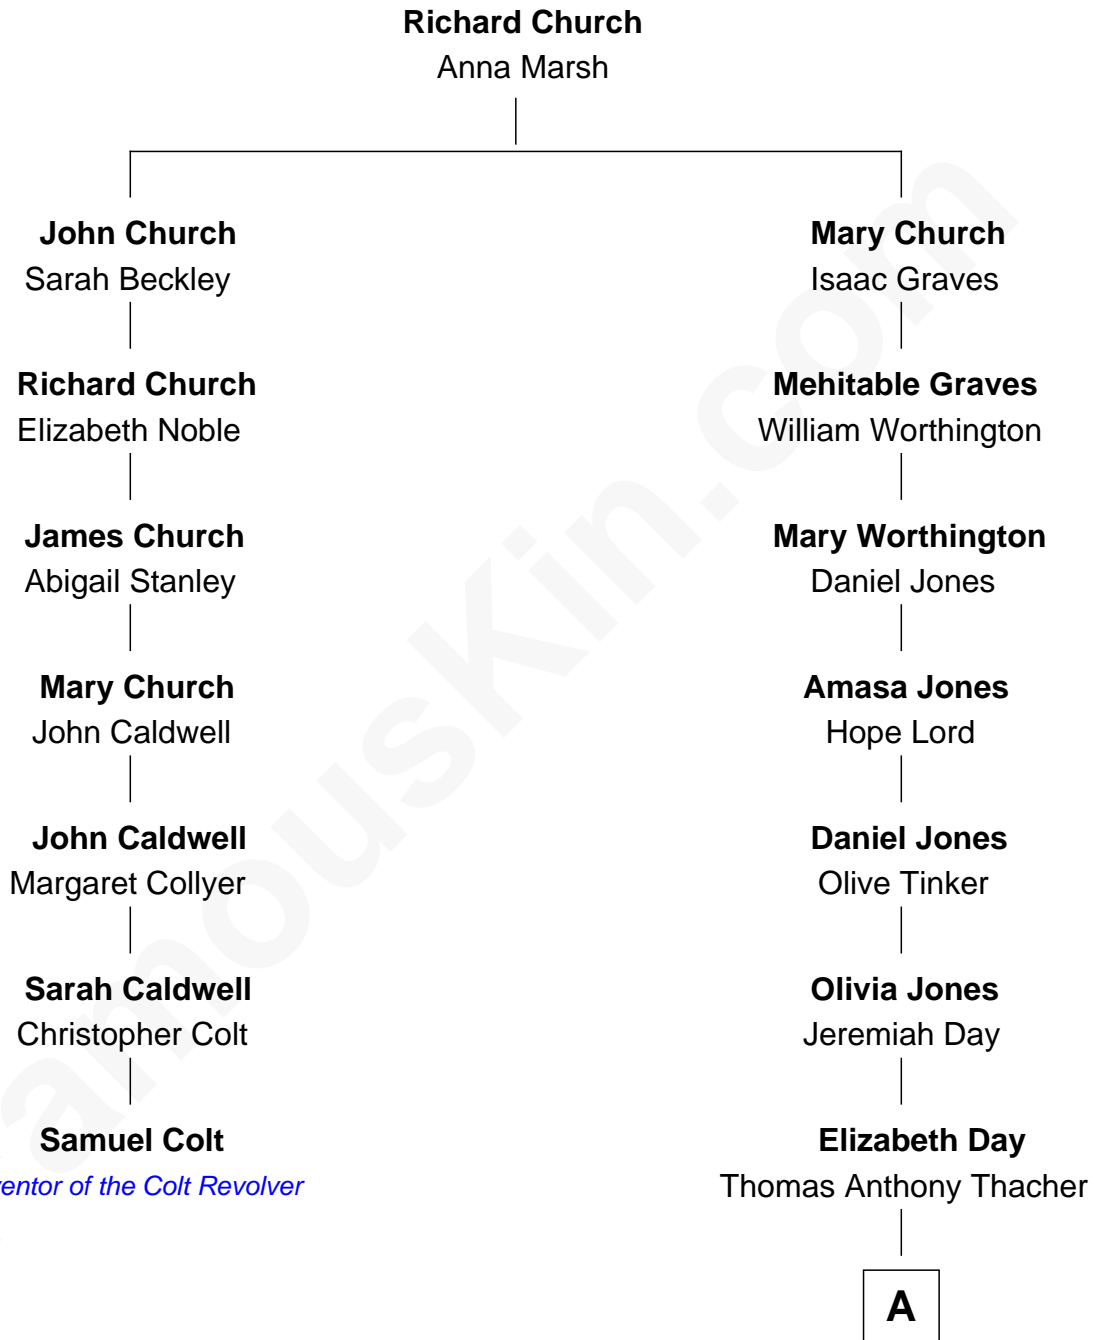 Richard Church
Anna Marsh
John Church
Sarah Beckley
Mary Church
Isaac Graves
Richard Church
Elizabeth Noble
Mehitable Graves
William Worthington
James Church
Abigail Stanley
Mary Worthington
Daniel Jones
Mary Church
John Caldwell
Amasa Jones
Hope Lord
John Caldwell
Margaret Collyer
Daniel Jones
Olive Tinker
Sarah Caldwell
Christopher Colt
Olivia Jones
Jeremiah Day
Samuel Colt
entor of the Colt Revolver
Elizabeth Day
Thomas Anthony Thacher
A
amousKin.com